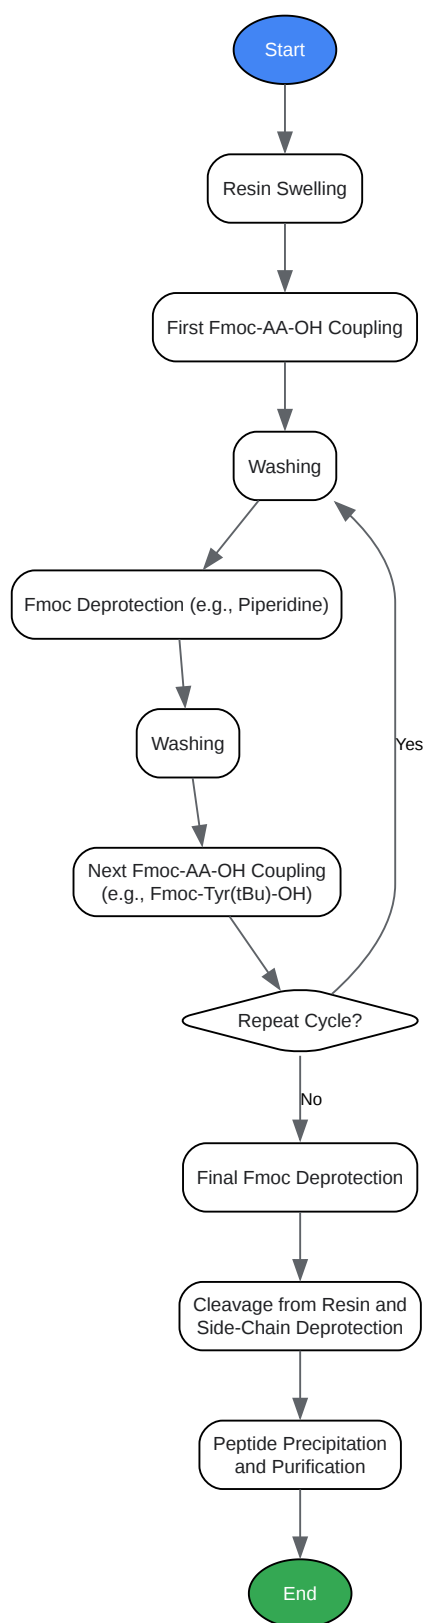 Start
Resin Swelling
First Fmoc-AA-OH Coupling
Washing
Fmoc Deprotection (e.g., Piperidine)
Washing
Yes
Next Fmoc-AA-OH Coupling
(e.g., Fmoc-Tyr(tBu)-OH)
Repeat Cycle?
No
Final Fmoc Deprotection
Cleavage from Resin and
Side-Chain Deprotection
Peptide Precipitation
and Purification
End